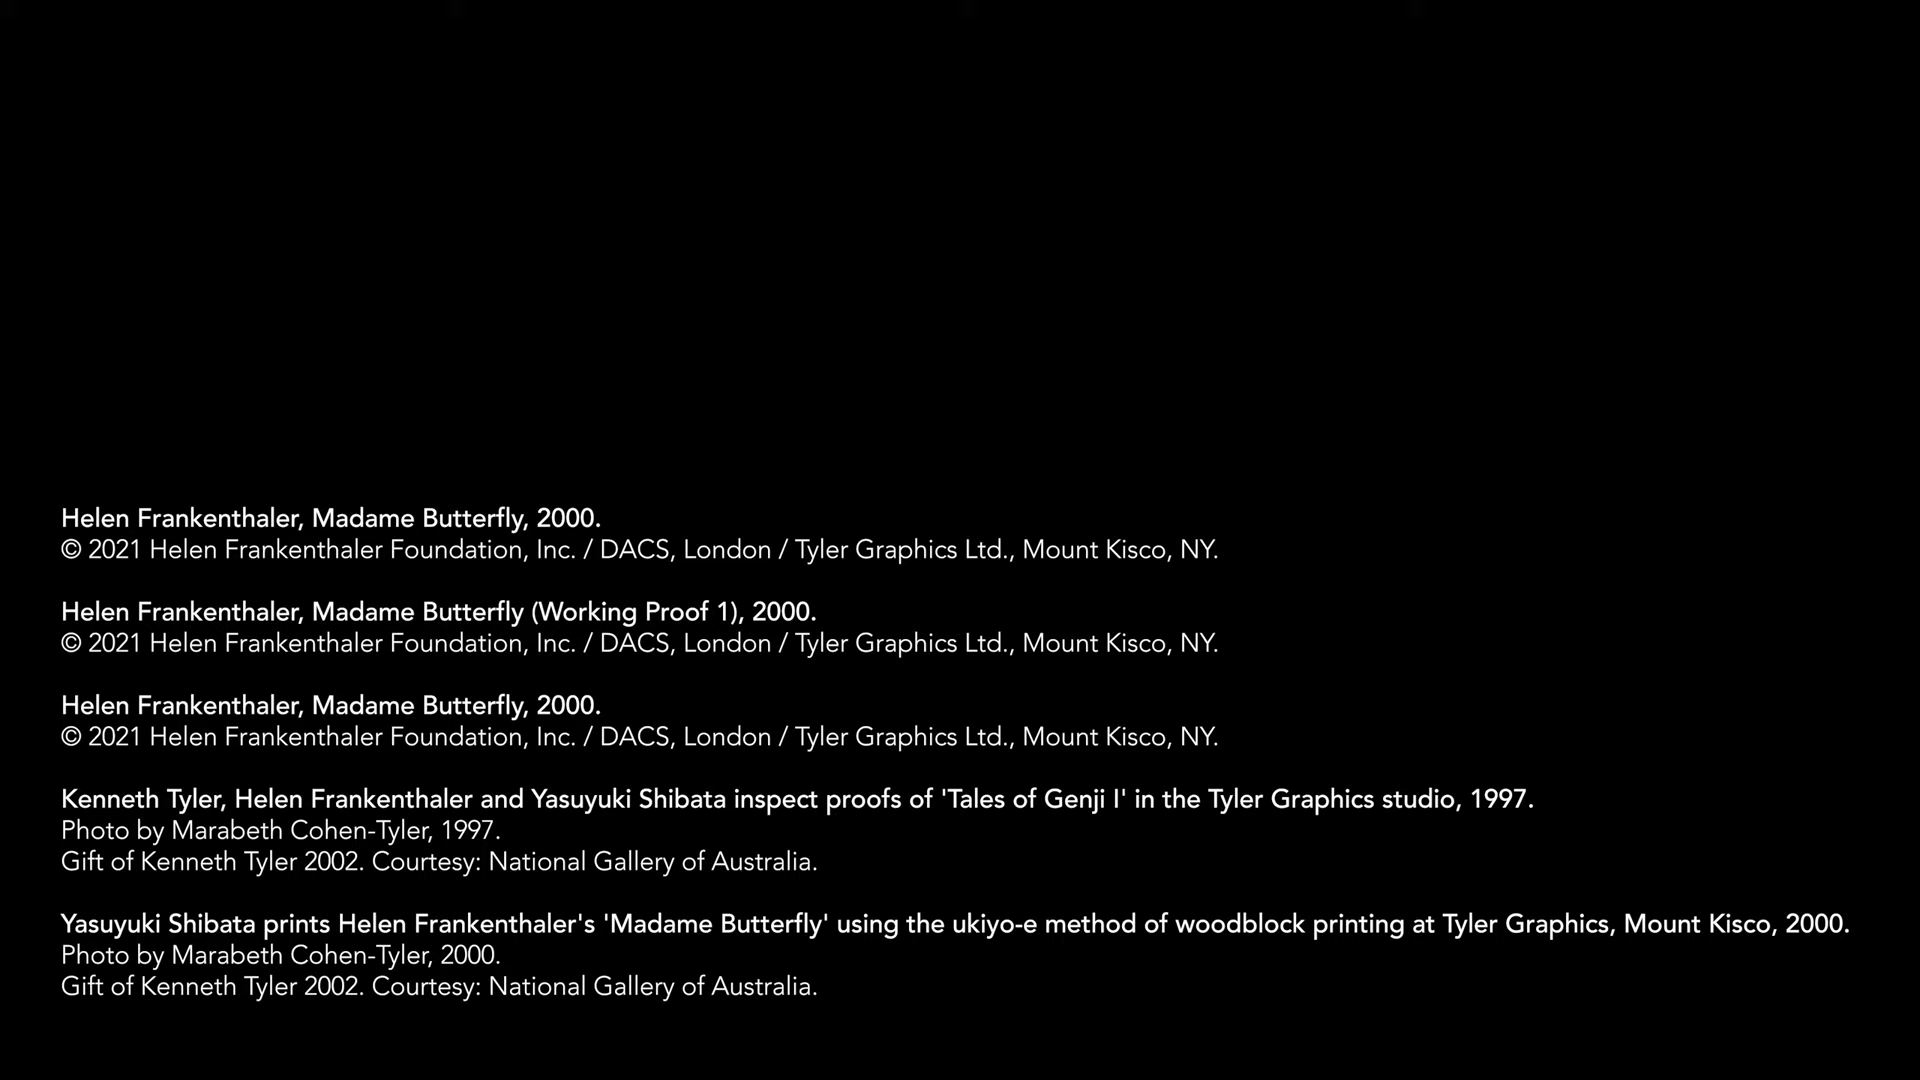 Helen Frankenthaler, Madame Butterfly, 2000.
© 2021 Helen Frankenthaler Foundation, Inc. / DACS, London / Tyler Graphics Ltd., Mount Kisco, NY.
Helen Frankenthaler, Madame Butterfly (Working Proof 1), 2000.
© 2021 Helen Frankenthaler Foundation, Inc. / DACS, London / Tyler Graphics Ltd., Mount Kisco, NY.
Helen Frankenthaler, Madame Butterfly, 2000.
© 2021 Helen Frankenthaler Foundation, Inc. / DACS, London / Tyler Graphics Ltd., Mount Kisco, NY.
Kenneth Tyler, Helen Frankenthaler and Yasuyuki Shibata inspect proofs of 'Tales of Genji I' in the Tyler Graphics studio, 1997.
Photo by Marabeth Cohen-Tyler, 1997.
Gift of Kenneth Tyler 2002. Courtesy: National Gallery of Australia.
Yasuyuki Shibata prints Helen Frankenthaler's 'Madame Butterfly' using the ukiyo-e method of woodblock printing at Tyler Graphics, Mount Kisco, 2000.
Photo by Marabeth Cohen-Tyler, 2000.
Gift of Kenneth Tyler 2002. Courtesy: National Gallery of Australia.